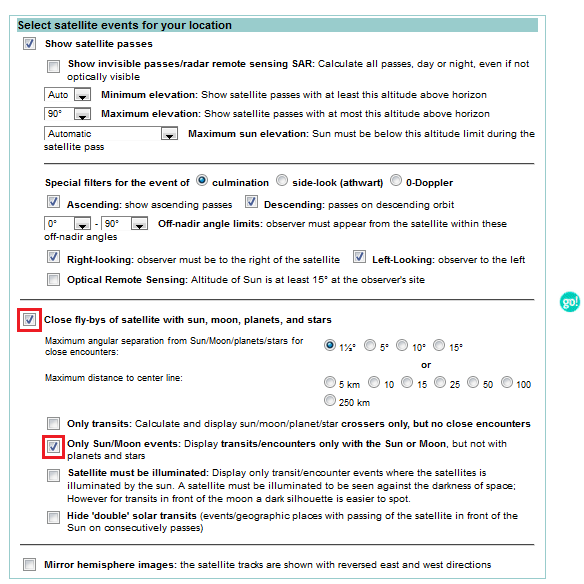 Select satellite events for your location
Show satellite passes
Show invisible passes/radar remote sensing SAR: Calculate all passes, day or night, even if not
optically visible
Auto Minimum elevation: Show satellite passes with at least this altitude above horizon
90° Maximum elevation: Show satellite passes with at most this altitude above horizon
Automatic Maximum sun elevation: Sun must be below this altitude limit during the
satellite pass
Special filters for the event of culmination side-look (athwart) 0-Doppler
Ascending: show ascending passes Descending: passes on descending orbit
0° - 90° Off-nadir angle limits: observer must appear from the satellite within these
off-nadir angles
Right-looking: observer must be to the right of the satellite Left-Looking: observer to the left
Optical Remote Sensing: Altitude of Sun is at least 15° at the observer's site
go!
Close fly-bys of satellite with sun, moon, planets, and stars
Maximum angular separation from Sun/Moon/planets/stars for
close encounters:
1½° 5° 10° 15°
or
Maximum distance to center line:
5 km 10 15 25 50 100
250 km
Only transits: Calculate and display sun/moon/planet/star crossers only, but no close encounters
Only Sun/Moon events: Display transits/encounters only with the Sun or Moon, but not with
planets and stars
Satellite must be illuminated: Display only transit/encounter events where the satellites is
illuminated by the sun. A satellite must be illuminated to be seen against the darkness of space;
However for transits in front of the moon a dark silhouette is easier to spot.
Hide 'double' solar transits (events/geographic places with passing of the satellite in front of the
Sun on consecutively passes)
Mirror hemisphere images: the satellite tracks are shown with reversed east and west directions